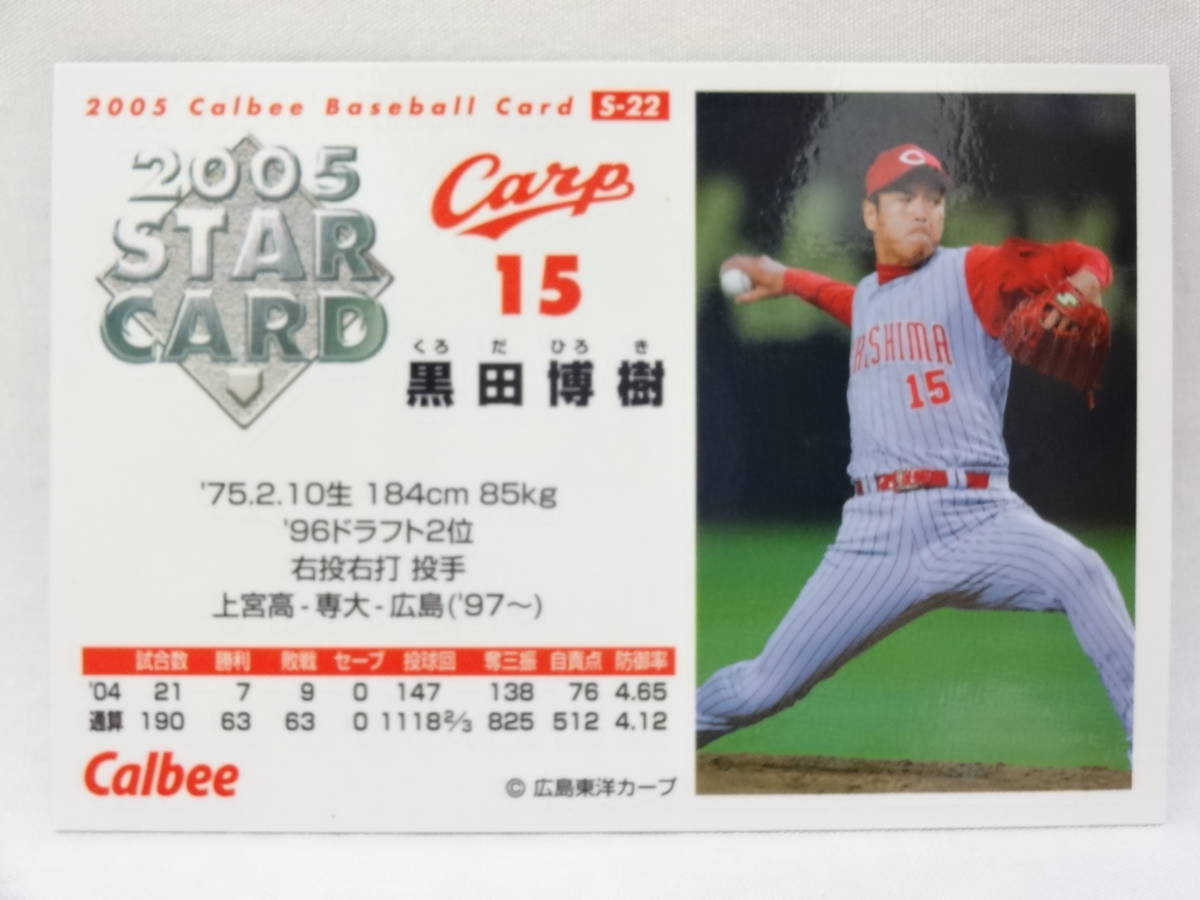 2005 Calbee Baseball Card S-22
2005
STAR
CARD
Carp
15
くろ だ ひろ き
黒田博樹
'75.2.10生 184cm 85kg
'96ドラフト2位
右投右打 投手
上宮高-専大-広島('97～)
試合数 勝利 敗戦 セーブ 投球回 奪三振 自責点 防御率
'04 21 7 9 0 147 138 76 4.65
通算 190 63 63 0 1118 2/3 825 512 4.12
Calbee
© 広島東洋カープ
C
RSHIMA
15